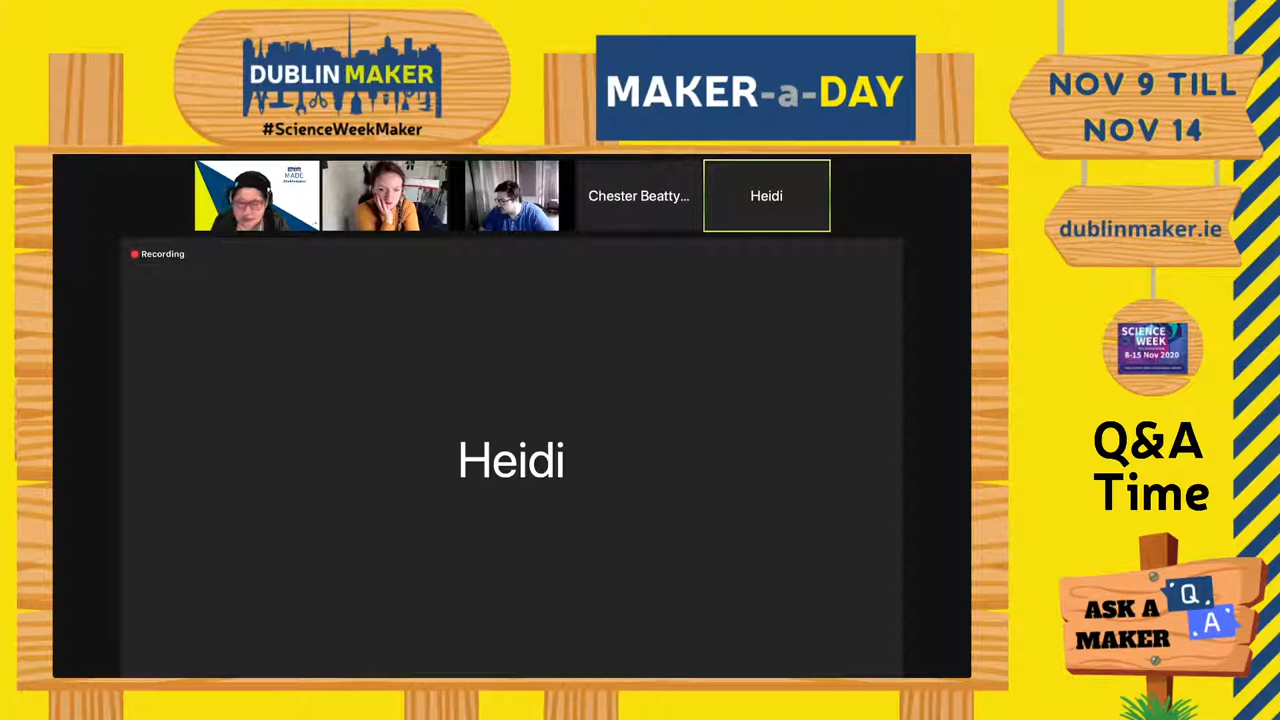 DUBLIN MAKER
#ScienceWeekMaker
MAKER-a-DAY
NOV 9 TILL
NOV 14
dublinmaker.ie
SCIENCE
WEEK
8-15 Nov 2020
Q&A
Time
ASK A
MAKER
Q
A
MADE
Chester Beatty...
Heidi
Recording
Heidi